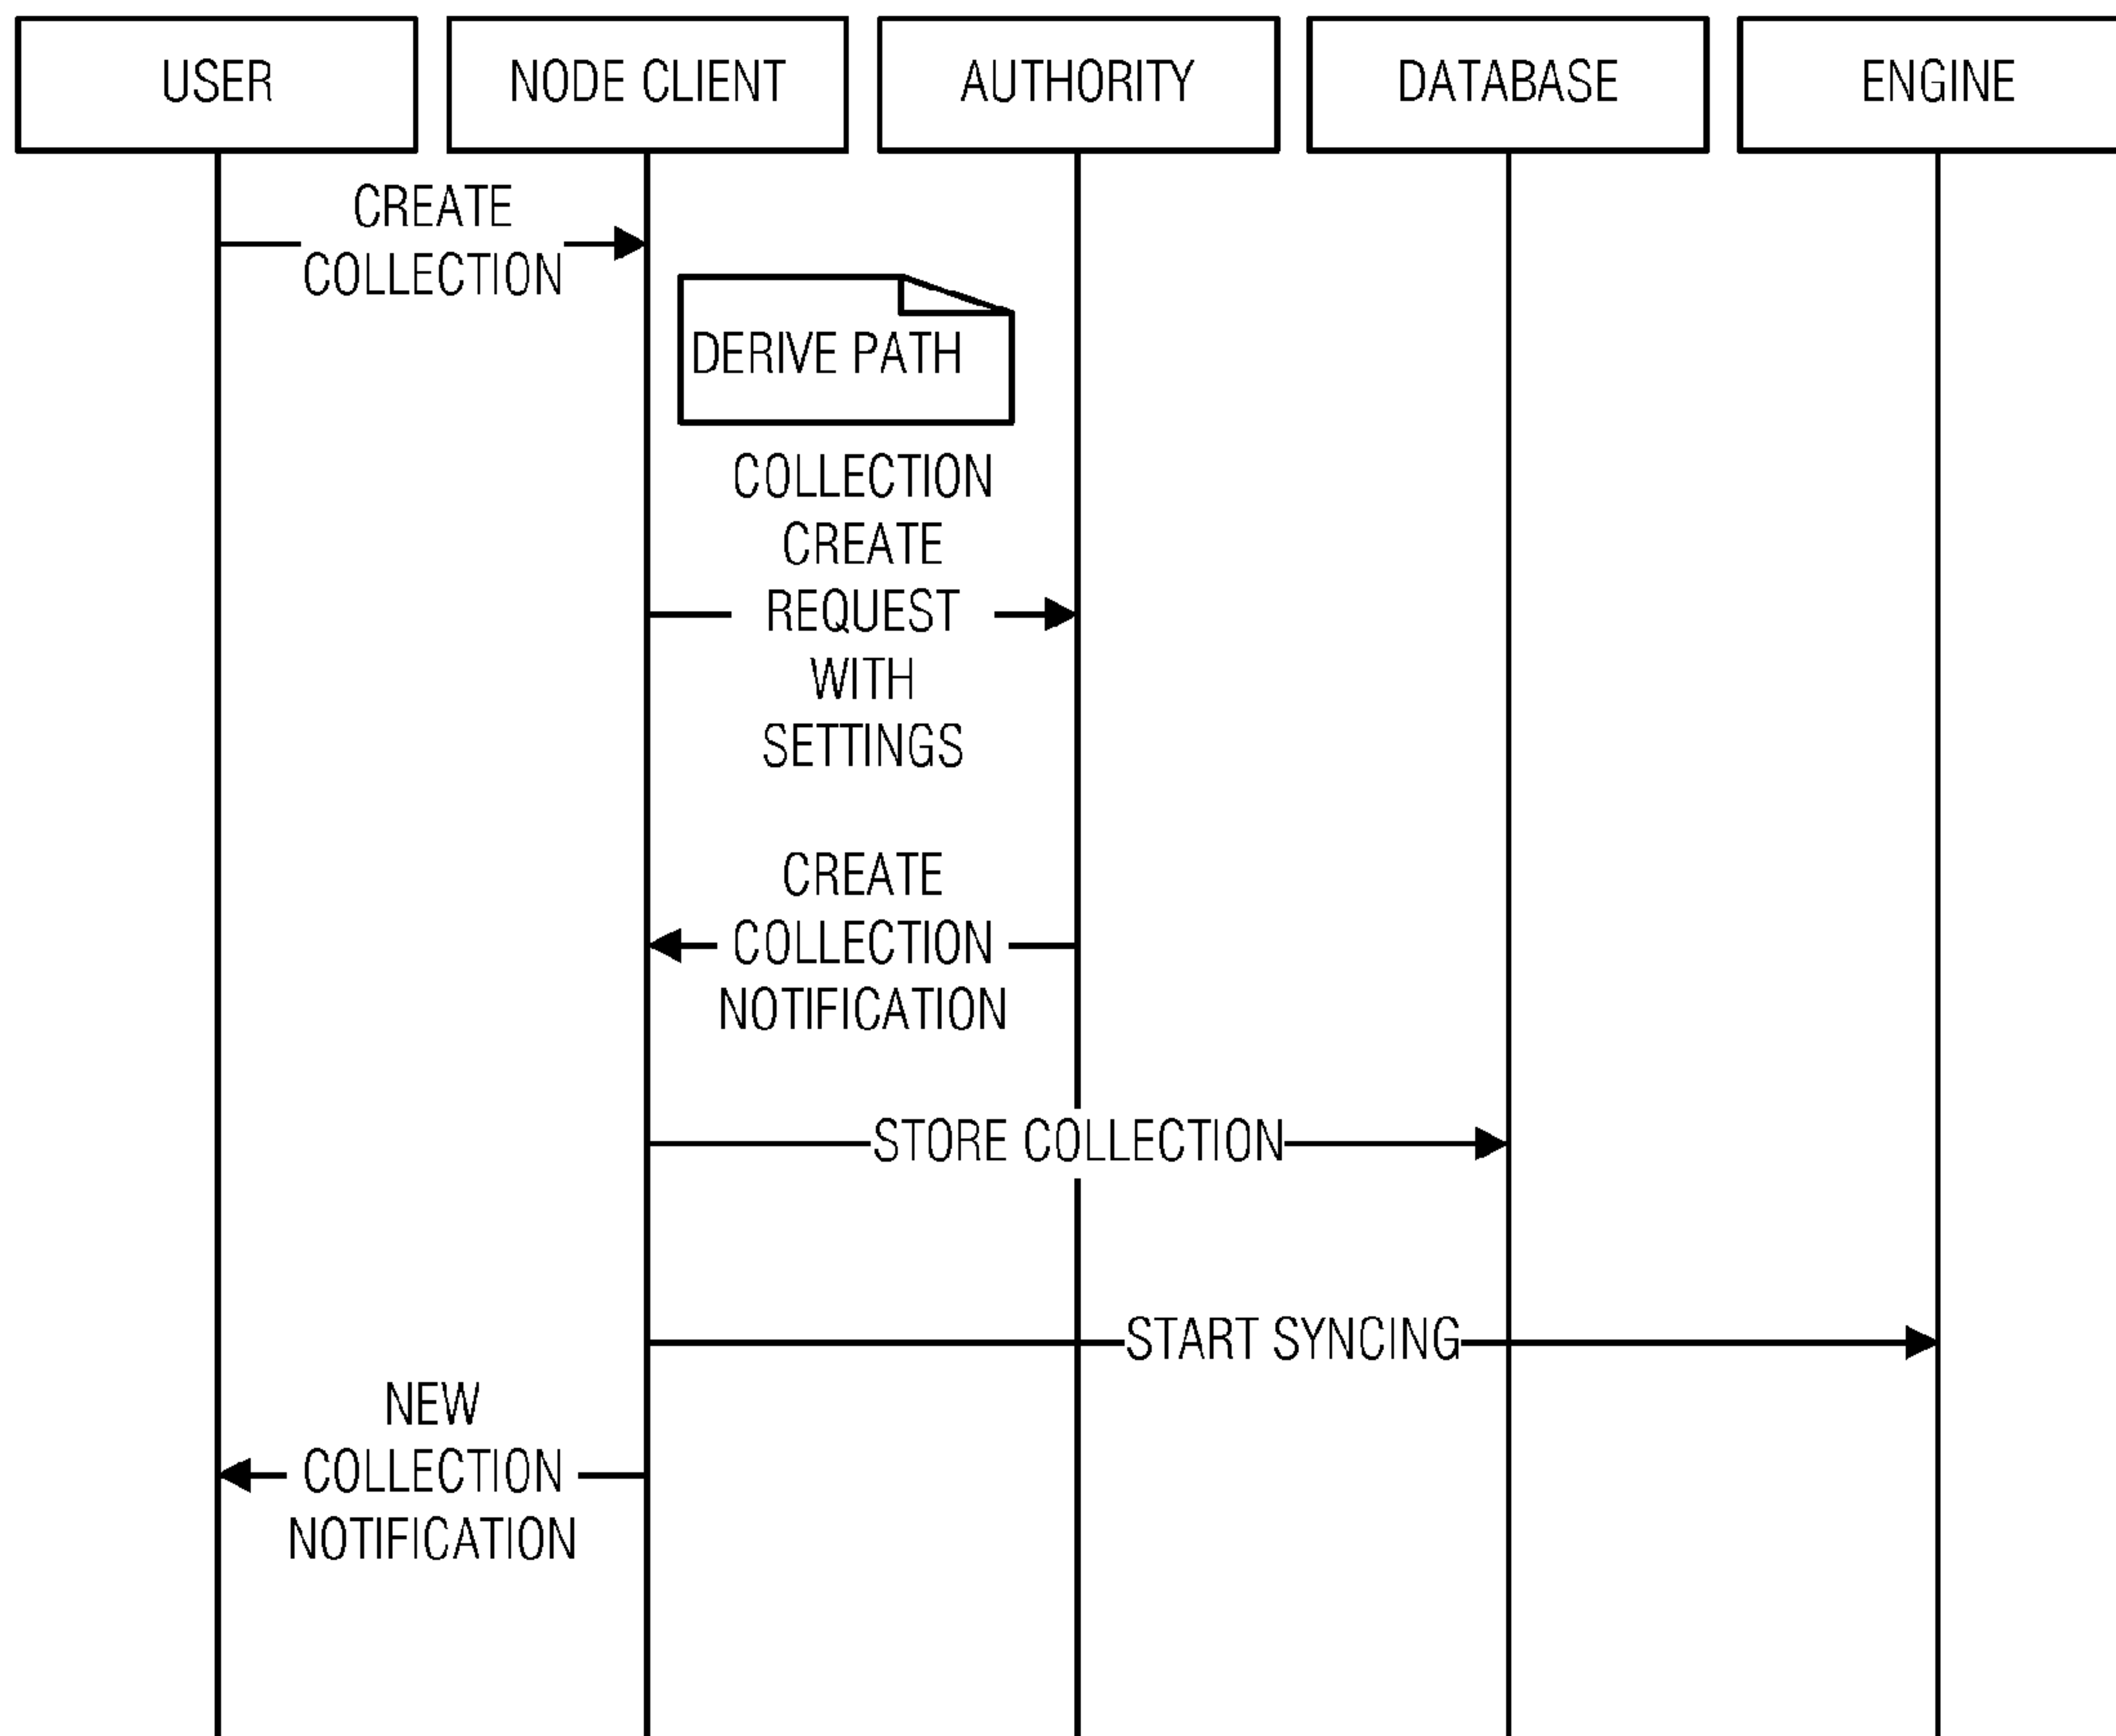 USER
NODE CLIENT
AUTHORITY
DATABASE
ENGINE
CREATE
COLLECTION
DERIVE PATH
COLLECTION
CREATE
REQUEST
WITH
SETTINGS
CREATE
COLLECTION
NOTIFICATION
STORE COLLECTION
START SYNCING
NEW
COLLECTION
NOTIFICATION